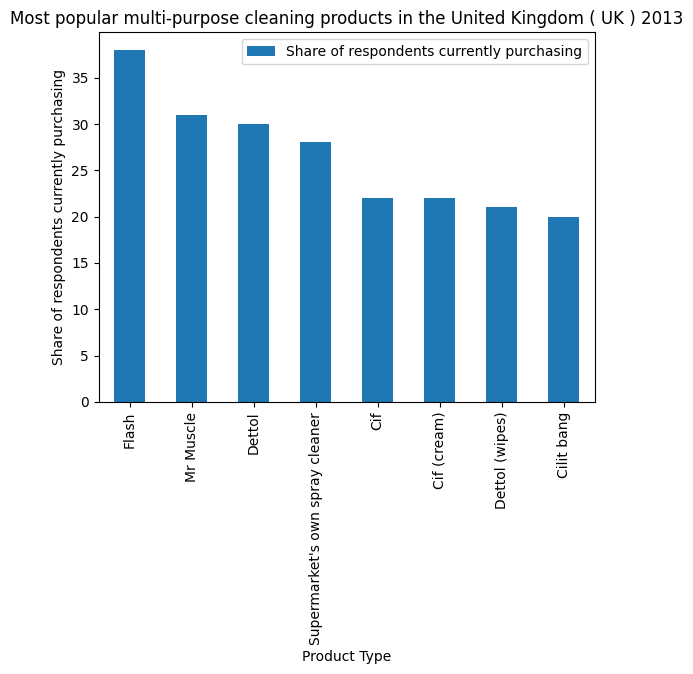 Most popular multi-purpose cleaning products in the United Kingdom ( UK ) 2013
Share of respondents currently purchasing
Share of respondents currently purchasing
35
30
25
20
15
10
5
0
Flash
Mr Muscle
Dettol
Supermarket's own spray cleaner
Cif
Cif (cream)
Dettol (wipes)
Cilit bang
Product Type